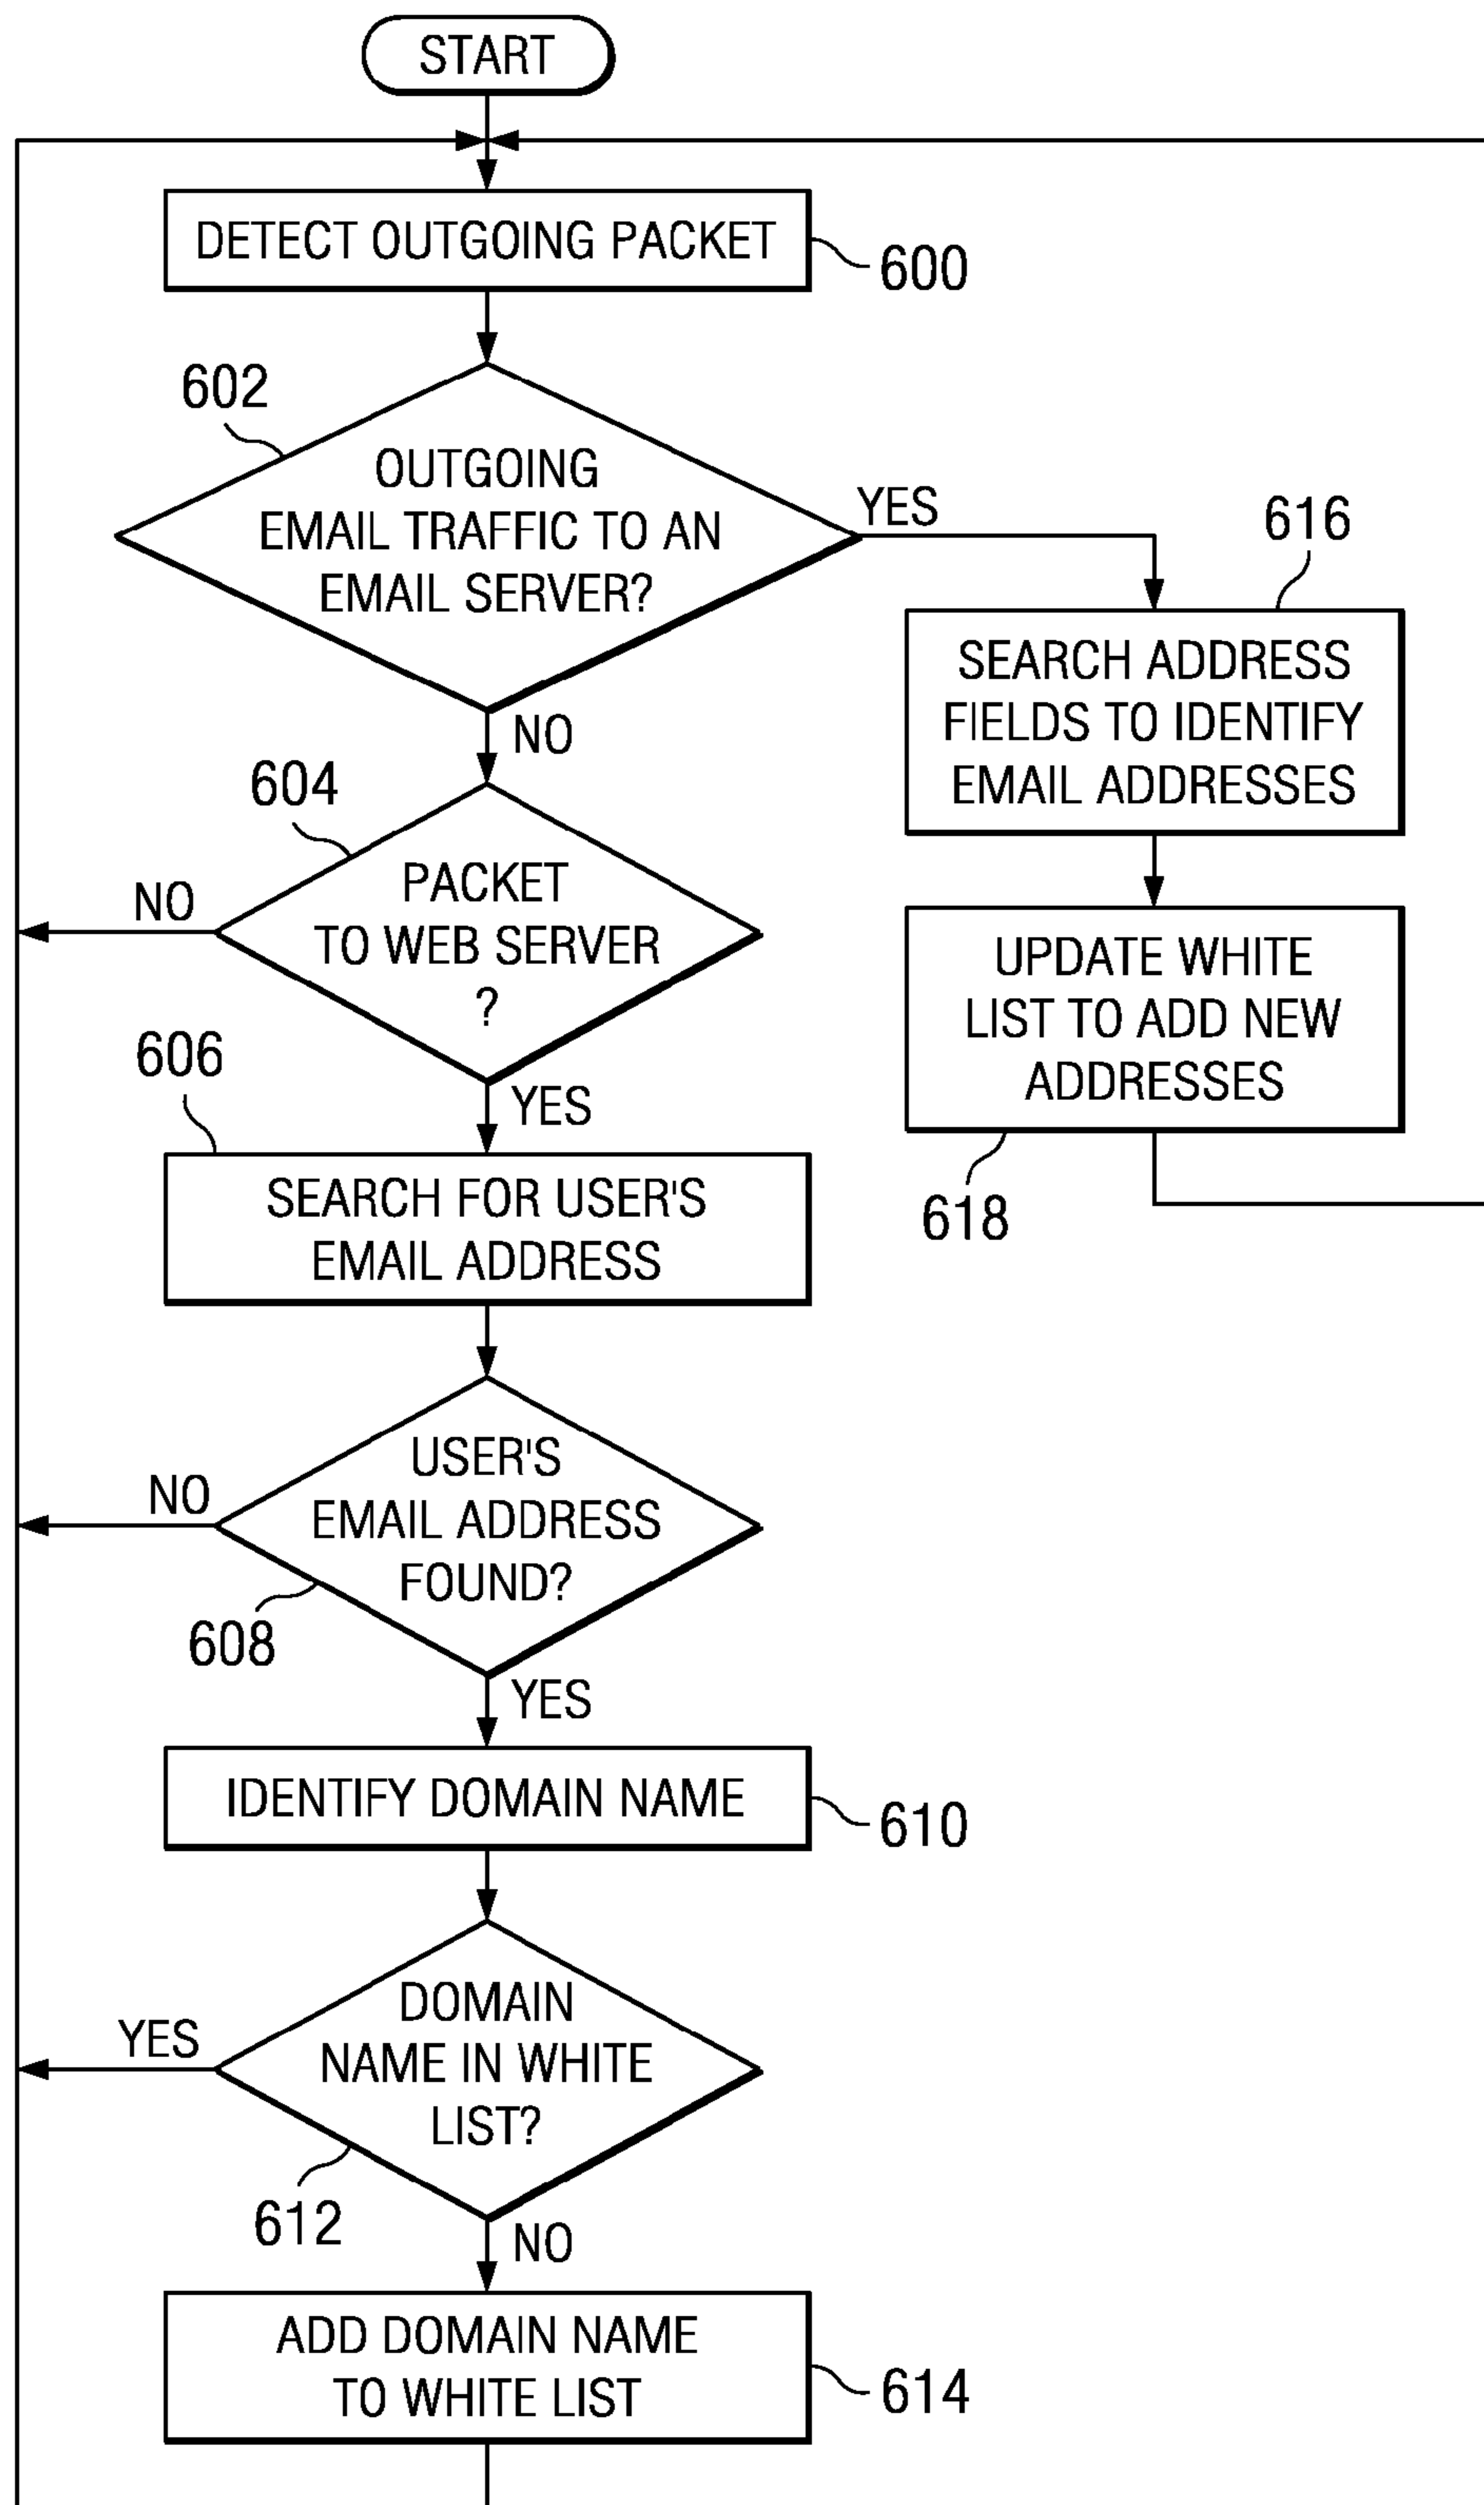 START
DETECT OUTGOING PACKET
600
602
OUTGOING
EMAIL TRAFFIC TO AN
EMAIL SERVER?
YES
616
SEARCH ADDRESS
FIELDS TO IDENTIFY
EMAIL ADDRESSES
NO
604
PACKET
TO WEB SERVER
?
NO
UPDATE WHITE
LIST TO ADD NEW
ADDRESSES
618
606
YES
SEARCH FOR USER'S
EMAIL ADDRESS
USER'S
EMAIL ADDRESS
FOUND?
NO
608
YES
IDENTIFY DOMAIN NAME
610
DOMAIN
NAME IN WHITE
LIST?
YES
612
NO
ADD DOMAIN NAME
TO WHITE LIST
614